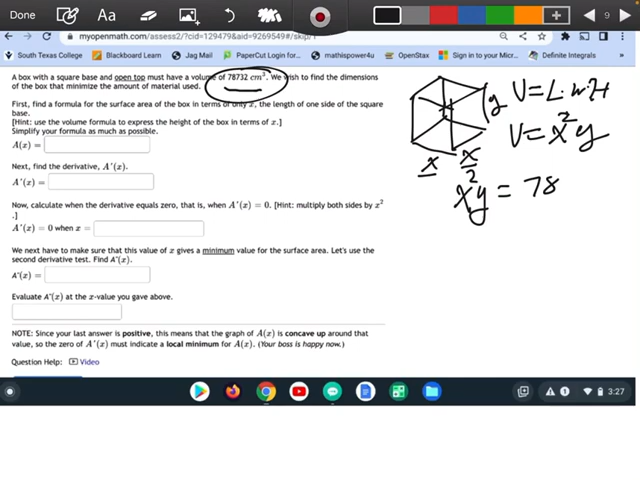 Done
Aa
9
myopenmath.com/assess2/?cid=129479&aid=9269549#/skip/1
South Texas College
Blackboard Learn
Jag Mail
PaperCut Login for...
mathispower4u
OpenStax
Definite Integrals
A box with a square base and open top must have a volume of 78732 cm³. We wish to find the dimensions
of the box that minimize the amount of material used.
First, find a formula for the surface area of the box in terms of only x, the length of one side of the square
base.
[Hint: use the volume formula to express the height of the box in terms of x.]
Simplify your formula as much as possible.
A(x) =
Next, find the derivative, A'(x).
A'(x) =
Now, calculate when the derivative equals zero, that is, when A'(x) = 0. [Hint: multiply both sides by x²
.]
A'(x) = 0 when x =
We next have to make sure that this value of x gives a minimum value for the surface area. Let's use the
second derivative test. Find A"(x).
A"(x) =
Evaluate A"(x) at the x-value you gave above.
NOTE: Since your last answer is positive, this means that the graph of A(x) is concave up around that
value, so the zero of A'(x) must indicate a local minimum for A(x). (Your boss is happy now.)
Question Help: Video
y
V = L·W·H
V = x²y
x x
x²y = 78
3:27